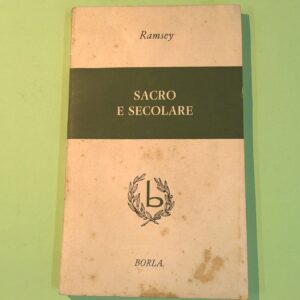 Ramsey
SACRO
E SECOLARE
b
BORLA.